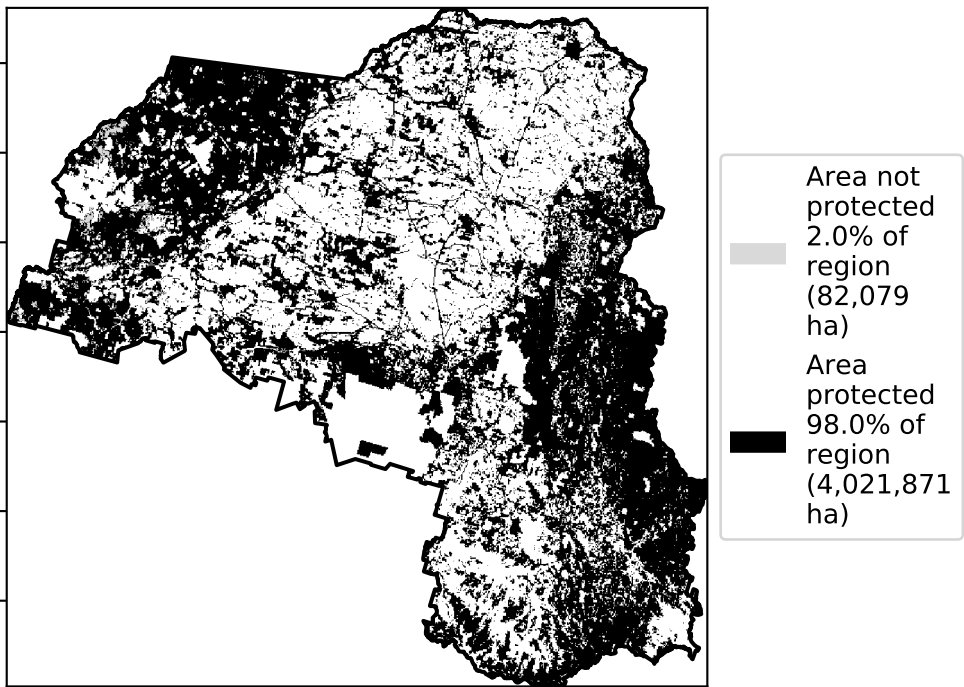 Area not
protected
2.0% of
region
(82,079
ha)
Area
protected
98.0% of
region
(4,021,871
ha)